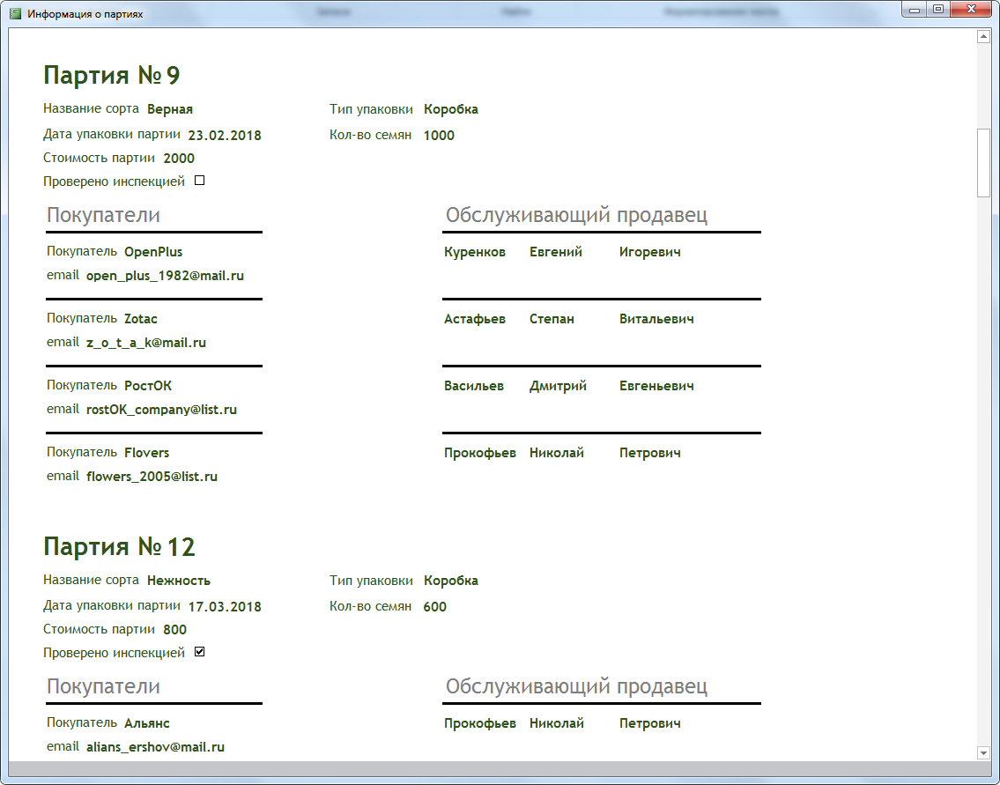 Информация о партиях
Партия № 9
Название сорта Верная Тип упаковки Коробка
Дата упаковки партии 23.02.2018 Кол-во семян 1000
Стоимость партии 2000
Проверено инспекцией
Покупатели Обслуживающий продавец
Покупатель OpenPlus Куренков Евгений Игоревич
email open_plus_1982@mail.ru
Покупатель Zotac Астафьев Степан Витальевич
email z_o_t_a_k@mail.ru
Покупатель РостОК Васильев Дмитрий Евгеньевич
email rostOK_company@list.ru
Покупатель Flovers Прокофьев Николай Петрович
email flowers_2005@list.ru
Партия № 12
Название сорта Нежность Тип упаковки Коробка
Дата упаковки партии 17.03.2018 Кол-во семян 600
Стоимость партии 800
Проверено инспекцией
Покупатели Обслуживающий продавец
Покупатель Альянс Прокофьев Николай Петрович
email alians_ershov@mail.ru